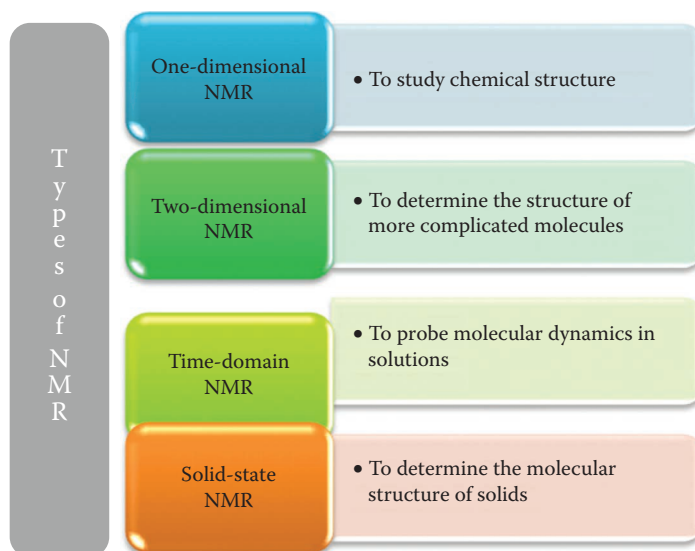 Types of NMR
One-dimensional
NMR
• To study chemical structure
Two-dimensional
NMR
• To determine the structure of
more complicated molecules
Time-domain
NMR
• To probe molecular dynamics in
solutions
Solid-state
NMR
• To determine the molecular
structure of solids